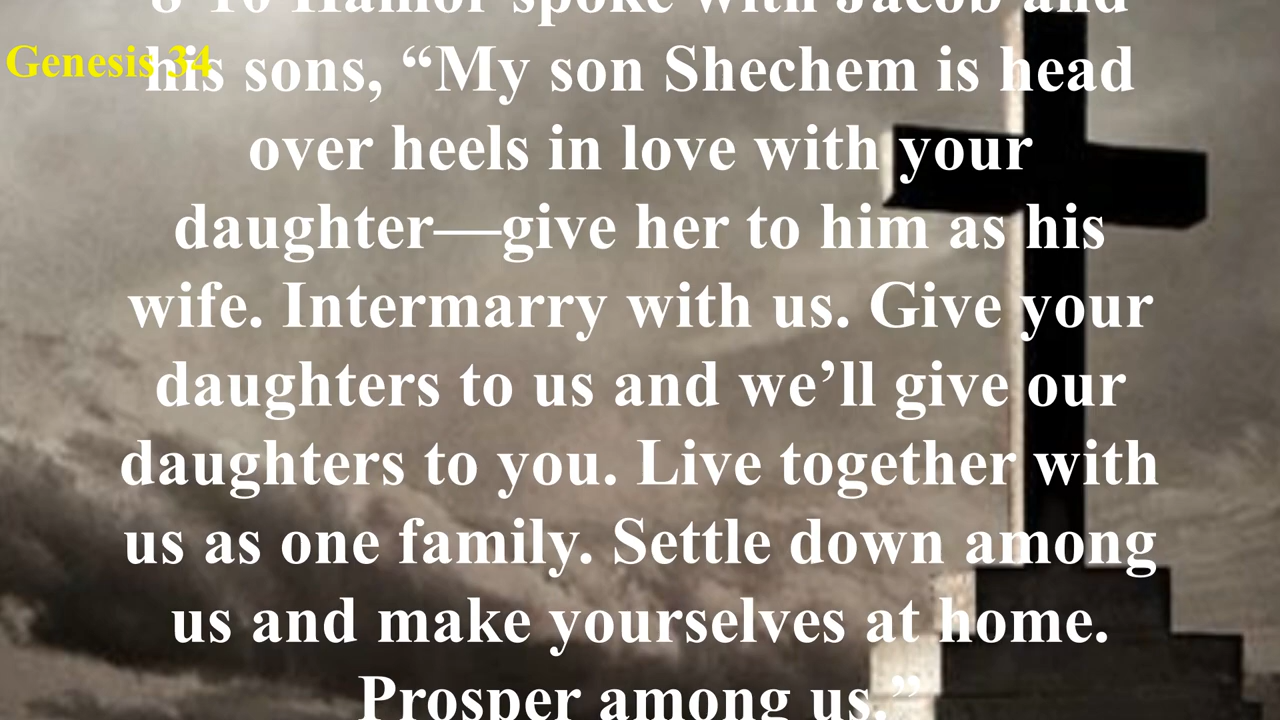 8-10 Hamor spoke with Jacob and
Genesis 34
his sons, “My son Shechem is head
over heels in love with your
daughter—give her to him as his
wife. Intermarry with us. Give your
daughters to us and we’ll give our
daughters to you. Live together with
us as one family. Settle down among
us and make yourselves at home.
Prosper among us.”